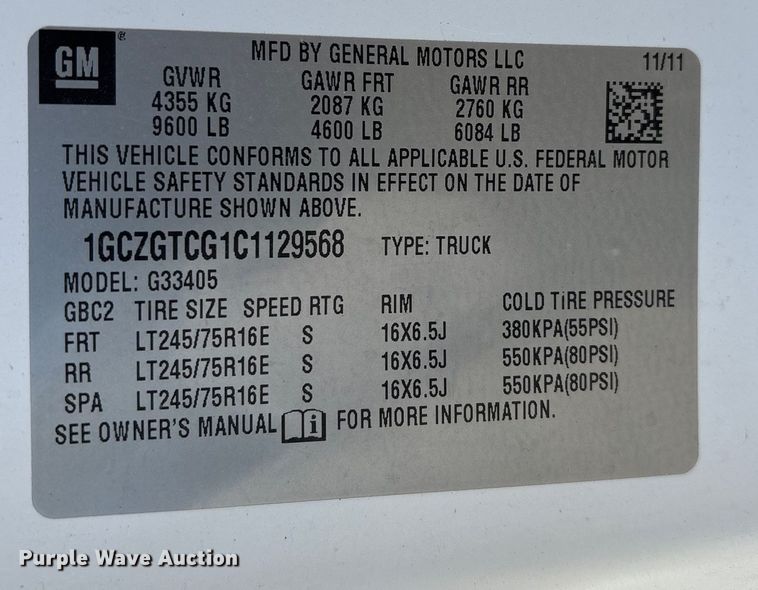 GM®
MFD BY GENERAL MOTORS LLC 11/11
GVWR GAWR FRT GAWR RR
4355 KG 2087 KG 2760 KG
9600 LB 4600 LB 6084 LB
THIS VEHICLE CONFORMS TO ALL APPLICABLE U.S. FEDERAL MOTOR
VEHICLE SAFETY STANDARDS IN EFFECT ON THE DATE OF
MANUFACTURE SHOWN ABOVE.
1GCZGTCG1C1129568 TYPE: TRUCK
MODEL: G33405
GBC2 TIRE SIZE SPEED RTG RIM COLD TIRE PRESSURE
FRT LT245/75R16E S 16X6.5J 380KPA(55PSI)
RR LT245/75R16E S 16X6.5J 550KPA(80PSI)
SPA LT245/75R16E S 16X6.5J 550KPA(80PSI)
SEE OWNER'S MANUAL i FOR MORE INFORMATION.
Purple Wave Auction